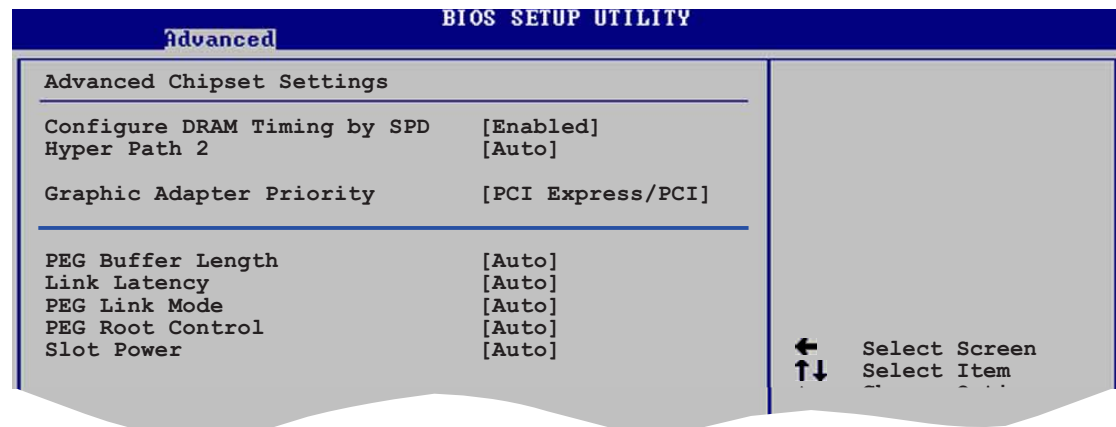 BIOS SETUP UTILITY
Advanced
Advanced Chipset Settings
Configure DRAM Timing by SPD [Enabled]
Hyper Path 2 [Auto]
Graphic Adapter Priority [PCI Express/PCI]
PEG Buffer Length [Auto]
Link Latency [Auto]
PEG Link Mode [Auto]
PEG Root Control [Auto]
Slot Power [Auto]
← Select Screen
↑↓ Select Item